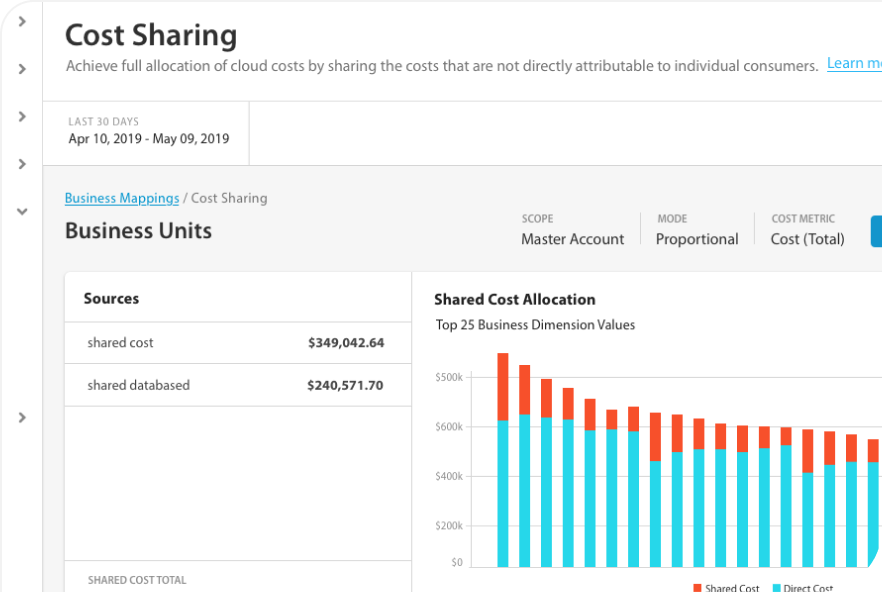 Cost Sharing
Achieve full allocation of cloud costs by sharing the costs that are not directly attributable to individual consumers. Learn
LAST 30 DAYS
Apr 10, 2019 - May 09, 2019
Business Mappings / Cost Sharing
Business Units
SCOPE
Master Account
MODE
Proportional
COST METRIC
Cost (Total)
Sources
shared cost $349,042.64
shared databased $240,571.70
SHARED COST TOTAL
Shared Cost Allocation
Top 25 Business Dimension Values
$500k
$600k
$400k
$200k
$0
Shared Cost Direct Cost